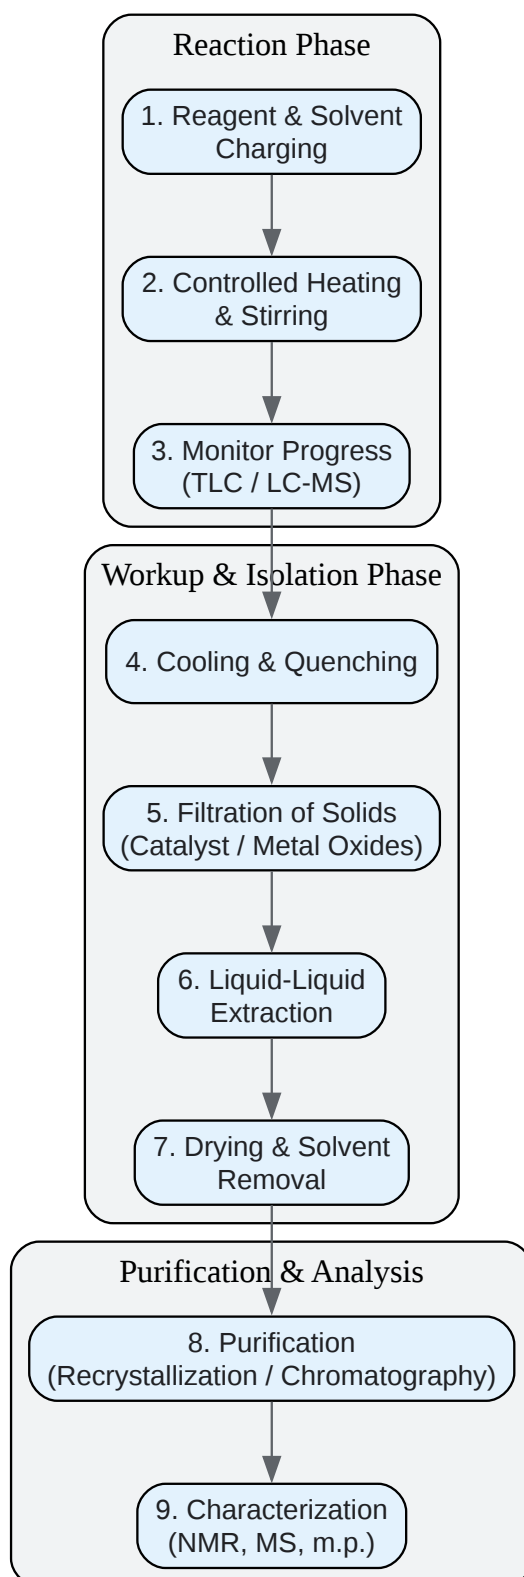 Reaction Phase
1. Reagent & Solvent
Charging
2. Controlled Heating
& Stirring
3. Monitor Progress
(TLC / LC-MS)
Workup & Isolation Phase
4. Cooling & Quenching
5. Filtration of Solids
(Catalyst / Metal Oxides)
6. Liquid-Liquid
Extraction
7. Drying & Solvent
Removal
Purification & Analysis
8. Purification
(Recrystallization / Chromatography)
9. Characterization
(NMR, MS, m.p.)